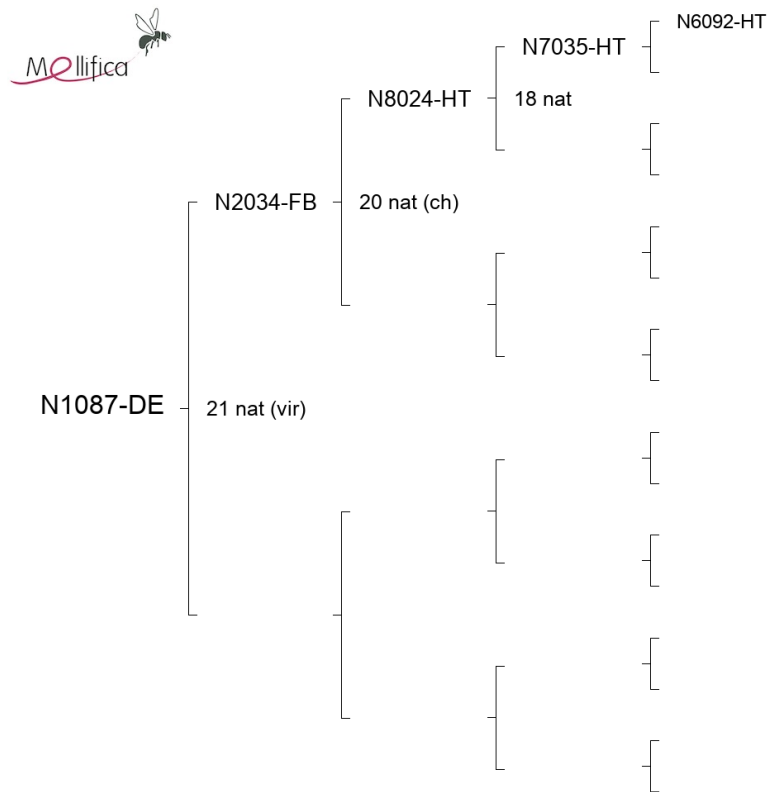 Mellifica
N6092-HT
N7035-HT
N8024-HT
18 nat
N2034-FB
20 nat (ch)
N1087-DE
21 nat (vir)